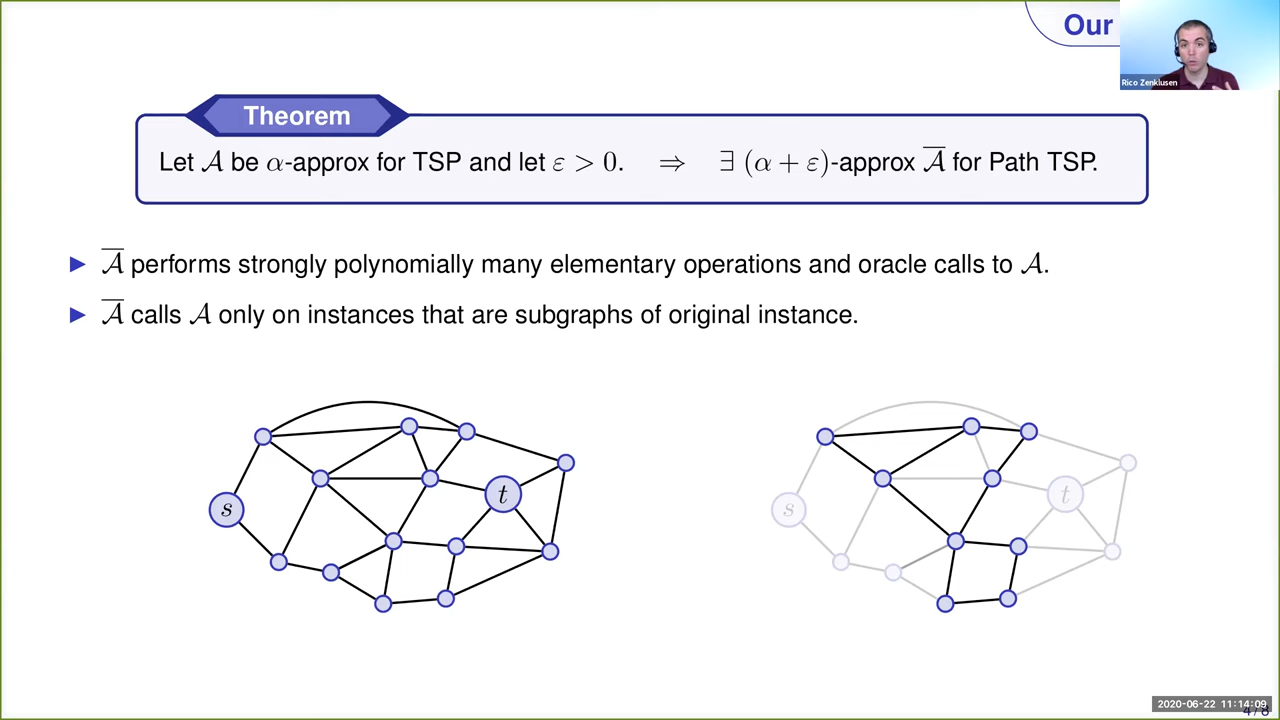 Our
Rico Zenklusen
Theorem
Let 𝒜 be α-approx for TSP and let ε > 0. ⇒ ∃ (α + ε)-approx 𝒜̅ for Path TSP.
▶ 𝒜̅ performs strongly polynomially many elementary operations and oracle calls to 𝒜.
▶ 𝒜̅ calls 𝒜 only on instances that are subgraphs of original instance.
s t s t
2020-06-22 11:14:09
4 / 8